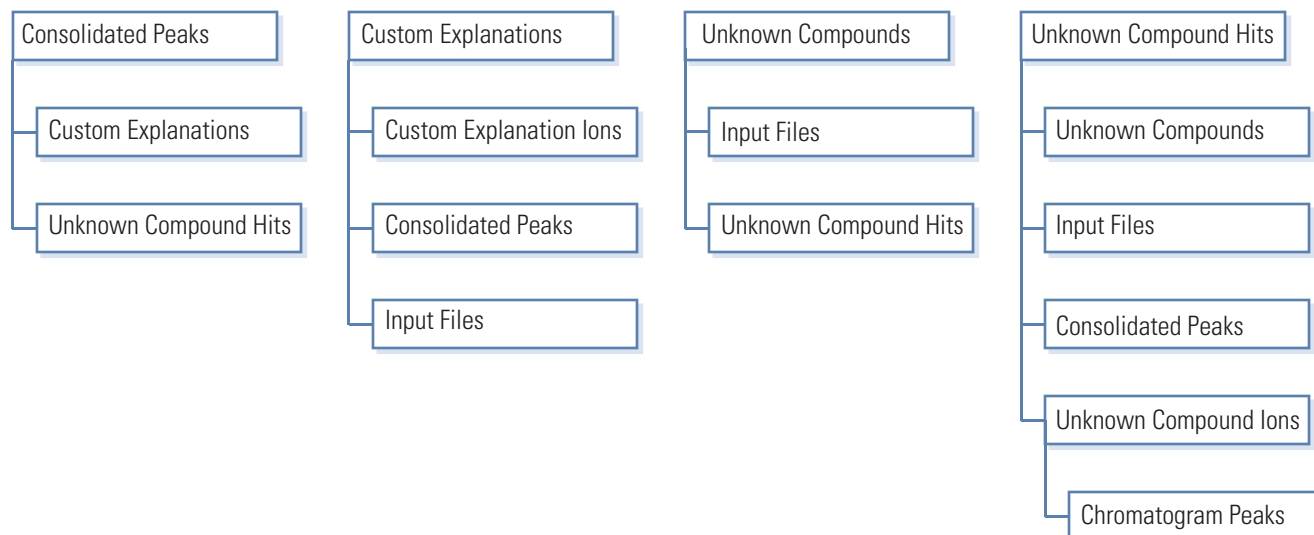 Consolidated Peaks
Custom Explanations
Unknown Compound Hits
Custom Explanations
Custom Explanation Ions
Consolidated Peaks
Input Files
Unknown Compounds
Input Files
Unknown Compound Hits
Unknown Compound Hits
Unknown Compounds
Input Files
Consolidated Peaks
Unknown Compound Ions
Chromatogram Peaks